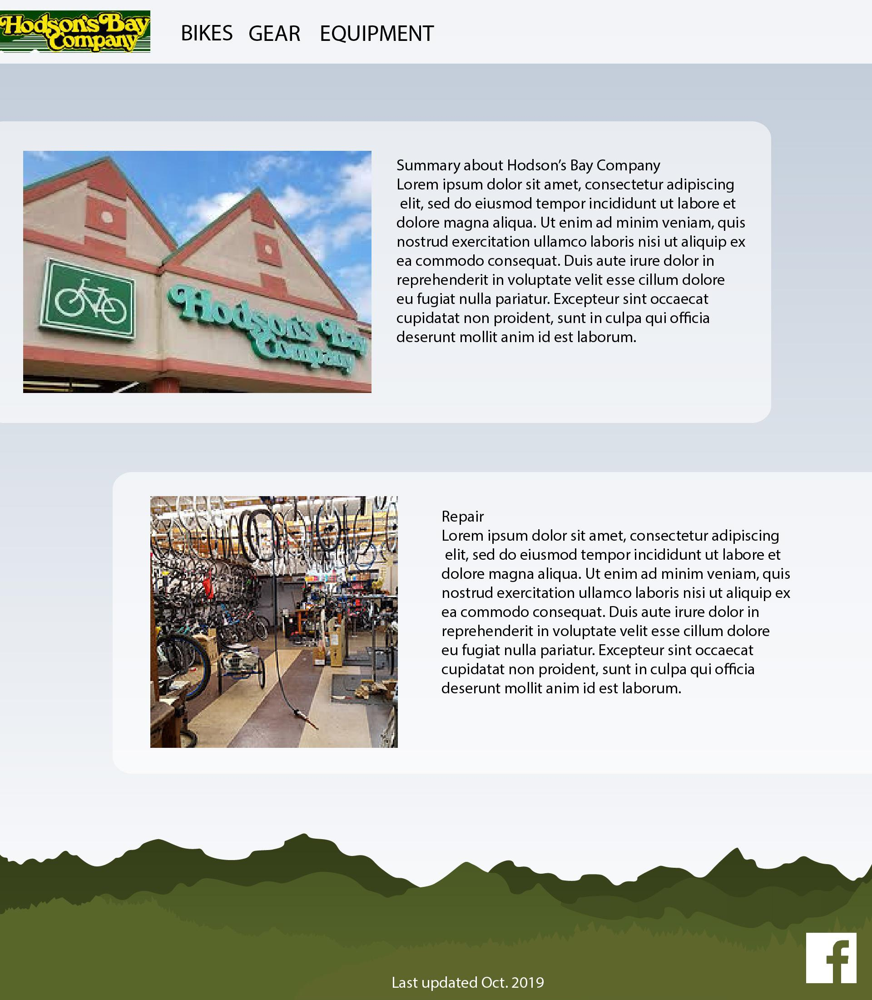 Hodson's Bay
Company
BIKES GEAR EQUIPMENT
Hodson's Bay
Company
Summary about Hodson’s Bay Company
Lorem ipsum dolor sit amet, consectetur adipiscing
elit, sed do eiusmod tempor incididunt ut labore et
dolore magna aliqua. Ut enim ad minim veniam, quis
nostrud exercitation ullamco laboris nisi ut aliquip ex
ea commodo consequat. Duis aute irure dolor in
reprehenderit in voluptate velit esse cillum dolore
eu fugiat nulla pariatur. Excepteur sint occaecat
cupidatat non proident, sunt in culpa qui officia
deserunt mollit anim id est laborum.
Repair
Lorem ipsum dolor sit amet, consectetur adipiscing
elit, sed do eiusmod tempor incididunt ut labore et
dolore magna aliqua. Ut enim ad minim veniam, quis
nostrud exercitation ullamco laboris nisi ut aliquip ex
ea commodo consequat. Duis aute irure dolor in
reprehenderit in voluptate velit esse cillum dolore
eu fugiat nulla pariatur. Excepteur sint occaecat
cupidatat non proident, sunt in culpa qui officia
deserunt mollit anim id est laborum.
f
Last updated Oct. 2019